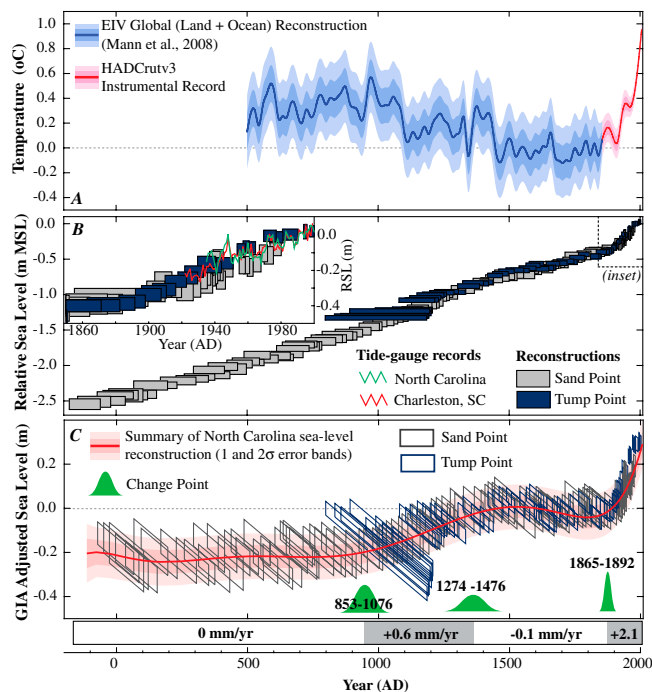 1.0
0.8
0.6
0.4
0.2
0.0
-0.2
-0.4
Temperature (oC)
EIV Global (Land + Ocean) Reconstruction
(Mann et al., 2008)
HADCrutv3
Instrumental Record
A
B
0.0
-0.5
-1.0
-1.5
-2.0
-2.5
Relative Sea Level (m MSL)
0.0
-0.2
-0.4
RSL (m)
1860
1900
1940
1980
Year (AD)
(inset)
Tide-gauge records
North Carolina
Charleston, SC
Reconstructions
Sand Point
Tump Point
C
Summary of North Carolina sea-level
reconstruction (1 and 2σ error bands)
Change Point
Sand Point
Tump Point
0.2
0.0
-0.2
-0.4
GIA Adjusted Sea Level (m)
853-1076
1274 -1476
1865-1892
0 mm/yr
+0.6 mm/yr
-0.1 mm/yr
+2.1
0
500
1000
1500
2000
Year (AD)